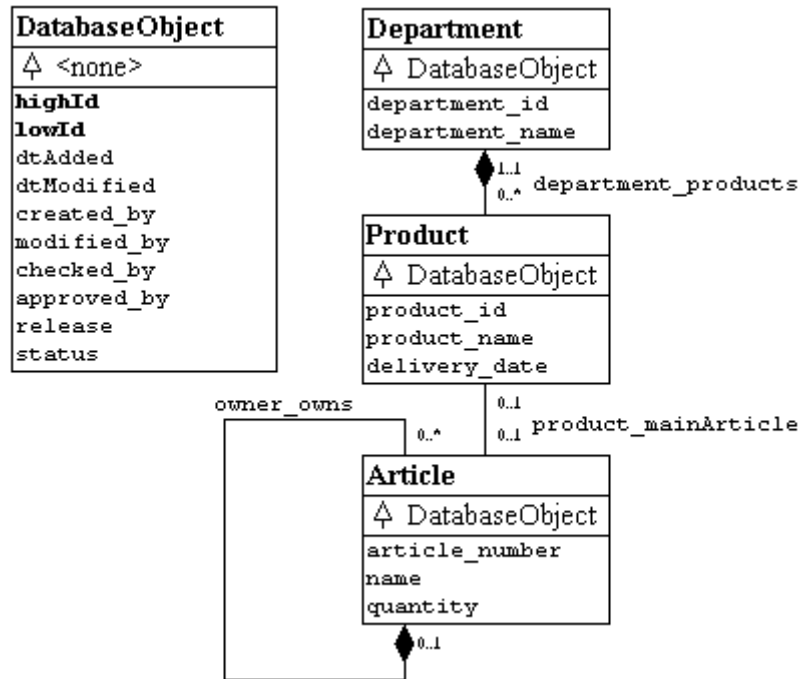 DatabaseObject
<none>
highId
lowId
dtAdded
dtModified
created_by
modified_by
checked_by
approved_by
release
status
Department
DatabaseObject
department_id
department_name
1..1
0..* department_products
Product
DatabaseObject
product_id
product_name
delivery_date
0..1
0..1 product_mainArticle
owner_owns
0..*
Article
DatabaseObject
article_number
name
quantity
0..1